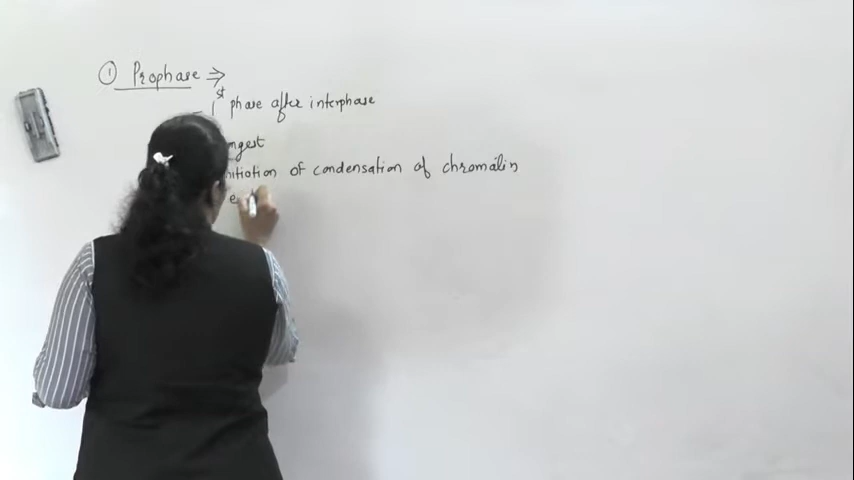 ① Prophase ⇒
- 1st phase after interphase
ngest
nitiation of condensation of chromatin